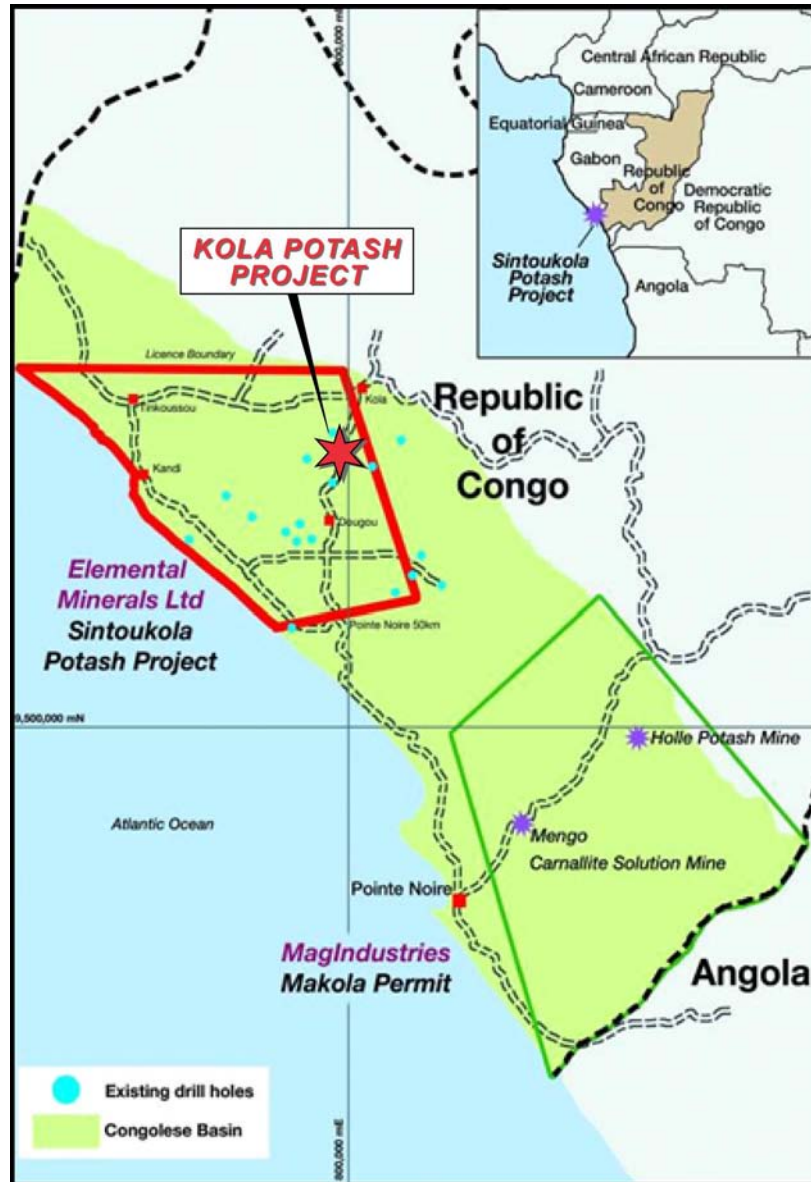 Central African Republic
Cameroon
Equatorial Guinea
Gabon
Republic
of
Congo
Democratic
Republic
of Congo
Sintoukola
Potash
Project
Angola
KOLA POTASH
PROJECT
Licence Boundary
Tinkoussou
Kola
Republic
of
Congo
Kandi
Dougou
Elemental
Minerals Ltd
Sintoukola
Potash Project
Pointe Noire 50km
9,500,000 mN
Holle Potash Mine
Atlantic Ocean
Mengo
Carnallite Solution Mine
Pointe Noire
MagIndustries
Makola Permit
Angola
Existing drill holes
Congolese Basin
800,000 mE